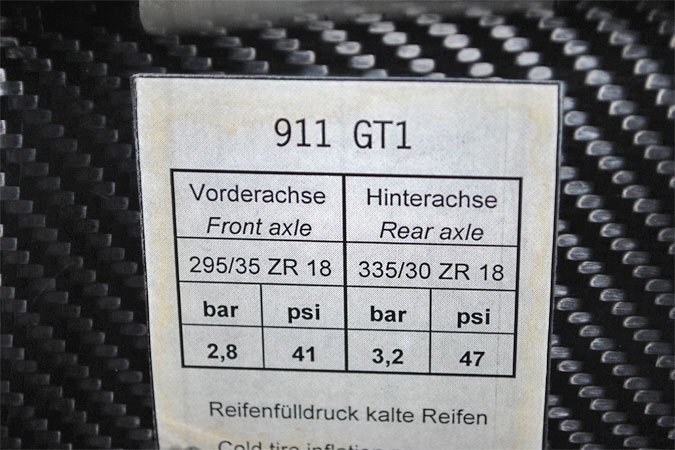 911 GT1
Vorderachse Hinterachse
Front axle Rear axle
295/35 ZR 18 335/30 ZR 18
bar psi bar psi
2,8 41 3,2 47
Reifenfülldruck kalte Reifen
Cold tire